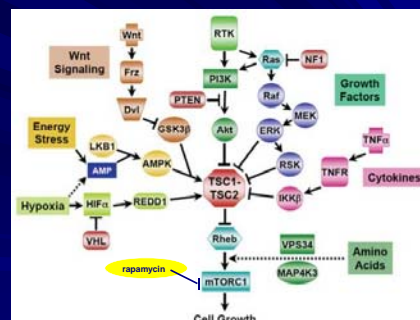 Wnt
RTK
Wnt
Signaling
Frz
Ras
NF1
PI3K
Dvl
PTEN
Raf
Growth
Factors
MEK
GSK3β
Akt
ERK
Energy
Stress
LKB1
AMPK
TNFα
AMP
TSC1-
TSC2
RSK
TNFR
Cytokines
IKKβ
Hypoxia
HIFα
REDD1
VHL
Rheb
VPS34
Amino
Acids
MAP4K3
rapamycin
mTORC1
Cell Growth